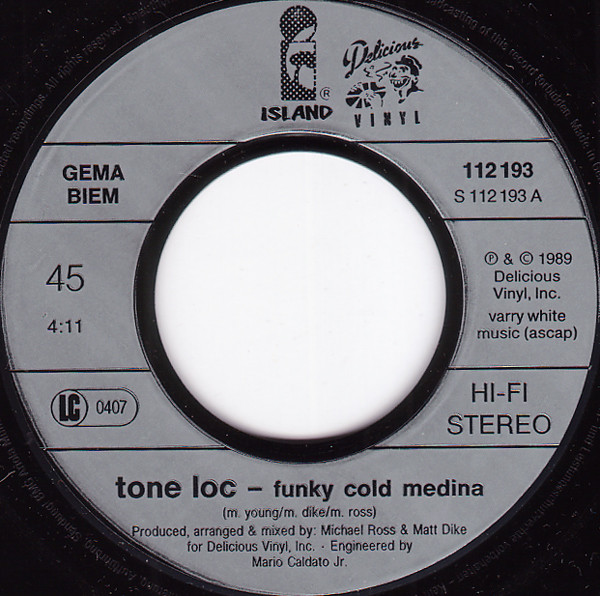 ISLAND ®
Delicious
VINYL
GEMA
BIEM
112 193
S 112 193 A
45
4:11
℗ & © 1989
Delicious
Vinyl, Inc.
varry white
music (ascap)
LC 0407
HI-FI
STEREO
tone loc – funky cold medina
(m. young/m. dike/m. ross)
Produced, arranged & mixed by: Michael Ross & Matt Dike
for Delicious Vinyl, Inc. · Engineered by
Mario Caldato Jr.